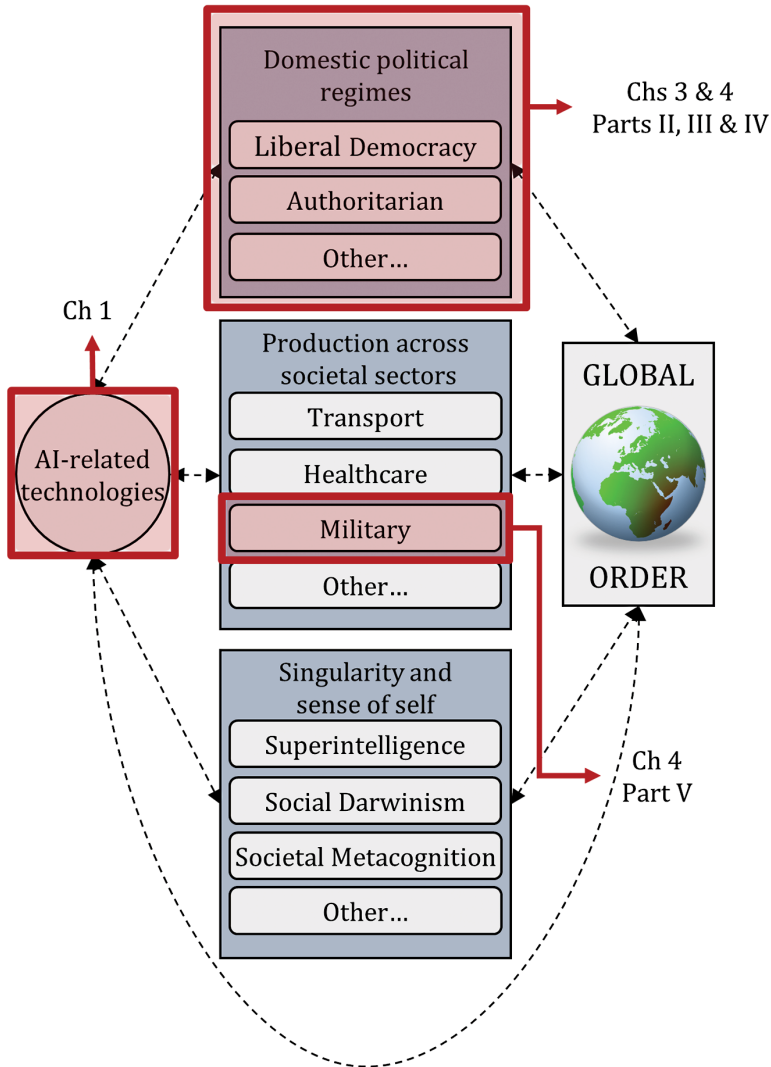 Domestic political
regimes
Liberal Democracy
Authoritarian
Other…
Chs 3 & 4
Parts II, III & IV
Ch 1
AI-related
technologies
Production across
societal sectors
Transport
Healthcare
Military
Other…
GLOBAL
ORDER
Singularity and
sense of self
Superintelligence
Social Darwinism
Societal Metacognition
Other…
Ch 4
Part V